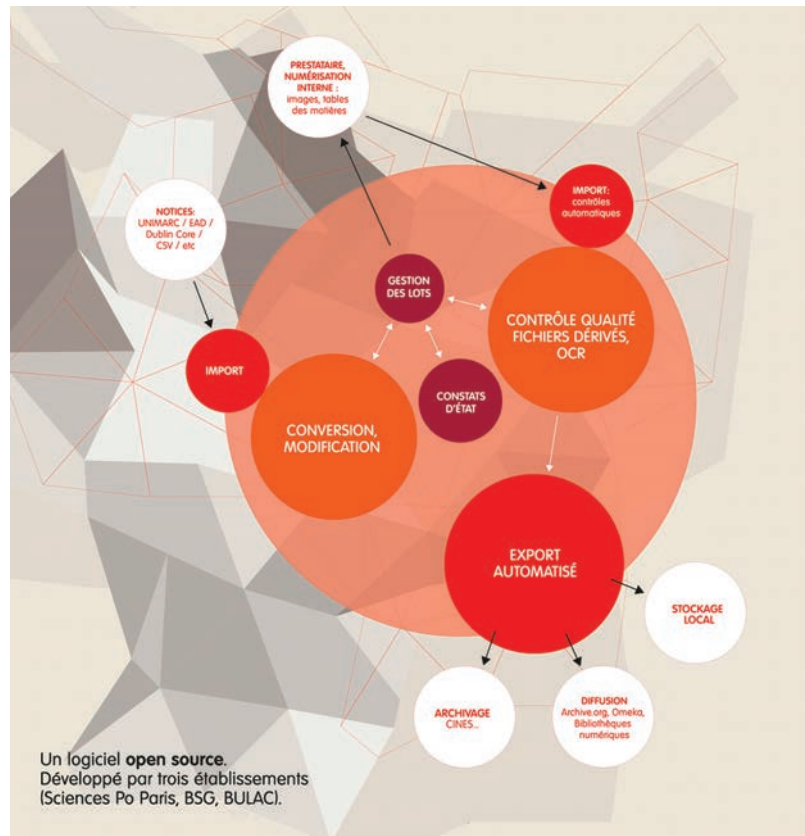 PRESTATAIRE,
NUMÉRISATION
INTERNE :
images, tables
des matières
NOTICES:
UNIMARC / EAD /
Dublin Core /
CSV / etc
IMPORT:
contrôles
automatiques
GESTION
DES LOTS
CONTRÔLE QUALITÉ
FICHIERS DÉRIVÉS,
OCR
IMPORT
CONSTATS
D'ÉTAT
CONVERSION,
MODIFICATION
EXPORT
AUTOMATISÉ
STOCKAGE
LOCAL
ARCHIVAGE
CINES...
DIFFUSION
Archive.org, Omeka,
Bibliothèques
numériques
Un logiciel open source.
Développé par trois établissements
(Sciences Po Paris, BSG, BULAC).